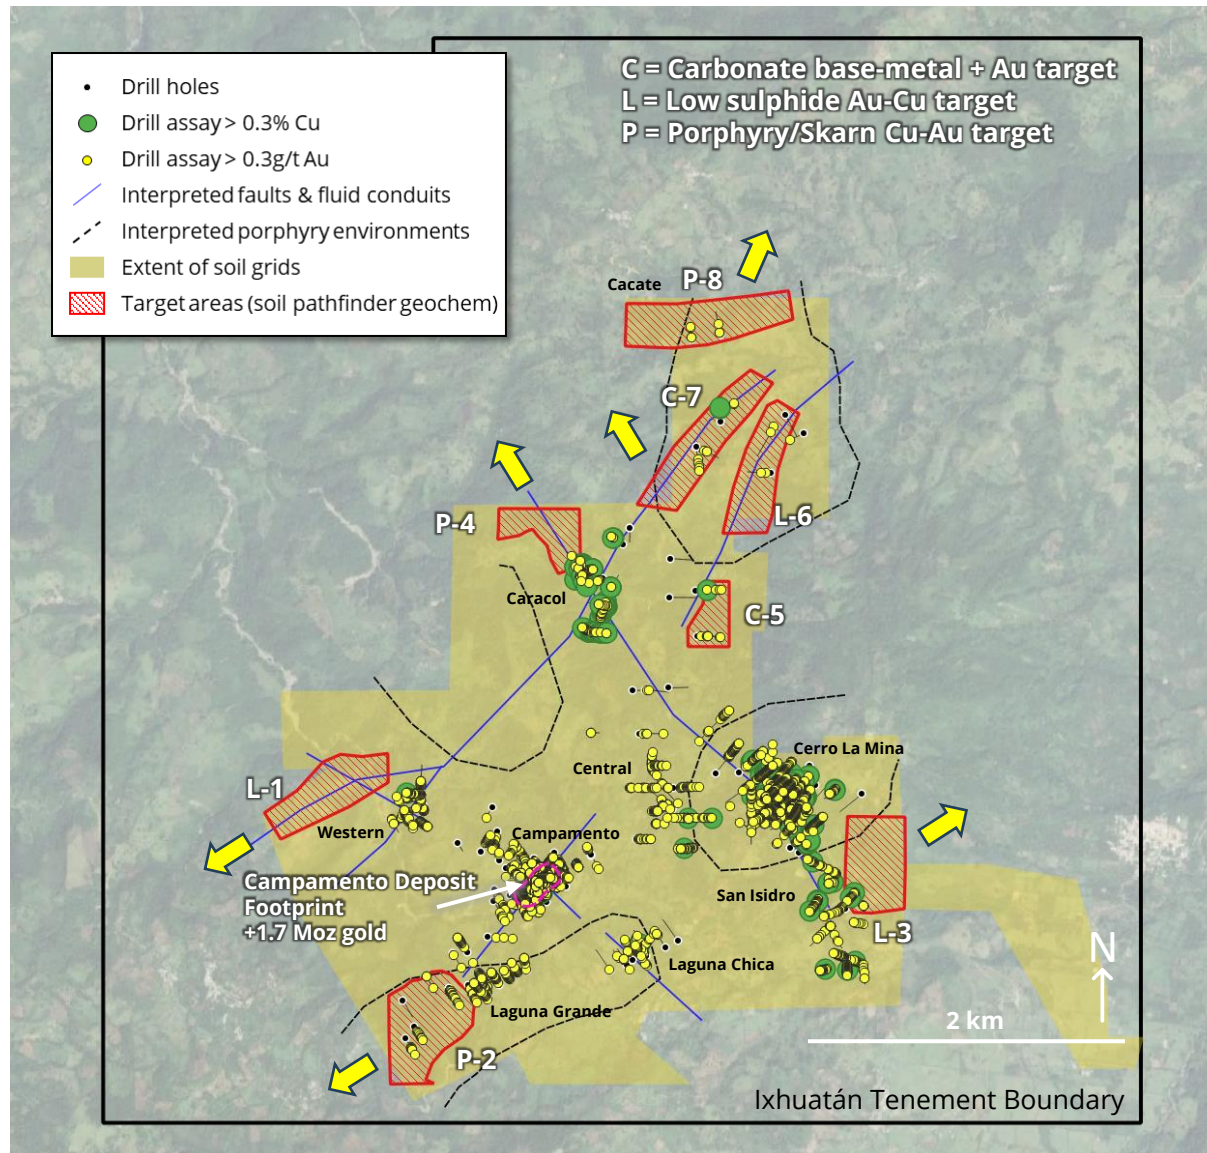 C = Carbonate base-metal + Au target
L = Low sulphide Au-Cu target
P = Porphyry/Skarn Cu-Au target
Drill holes
Drill assay > 0.3% Cu
Drill assay > 0.3g/t Au
Interpreted faults & fluid conduits
Interpreted porphyry environments
Extent of soil grids
Target areas (soil pathfinder geochem)
Cacate
P-8
C-7
L-6
P-4
Caracol
C-5
Cerro La Mina
Central
L-1
Western
Campamento
Campamento Deposit
Footprint
+1.7 Moz gold
San Isidro
L-3
Laguna Chica
Laguna Grande
P-2
N
2 km
Ixhuatán Tenement Boundary